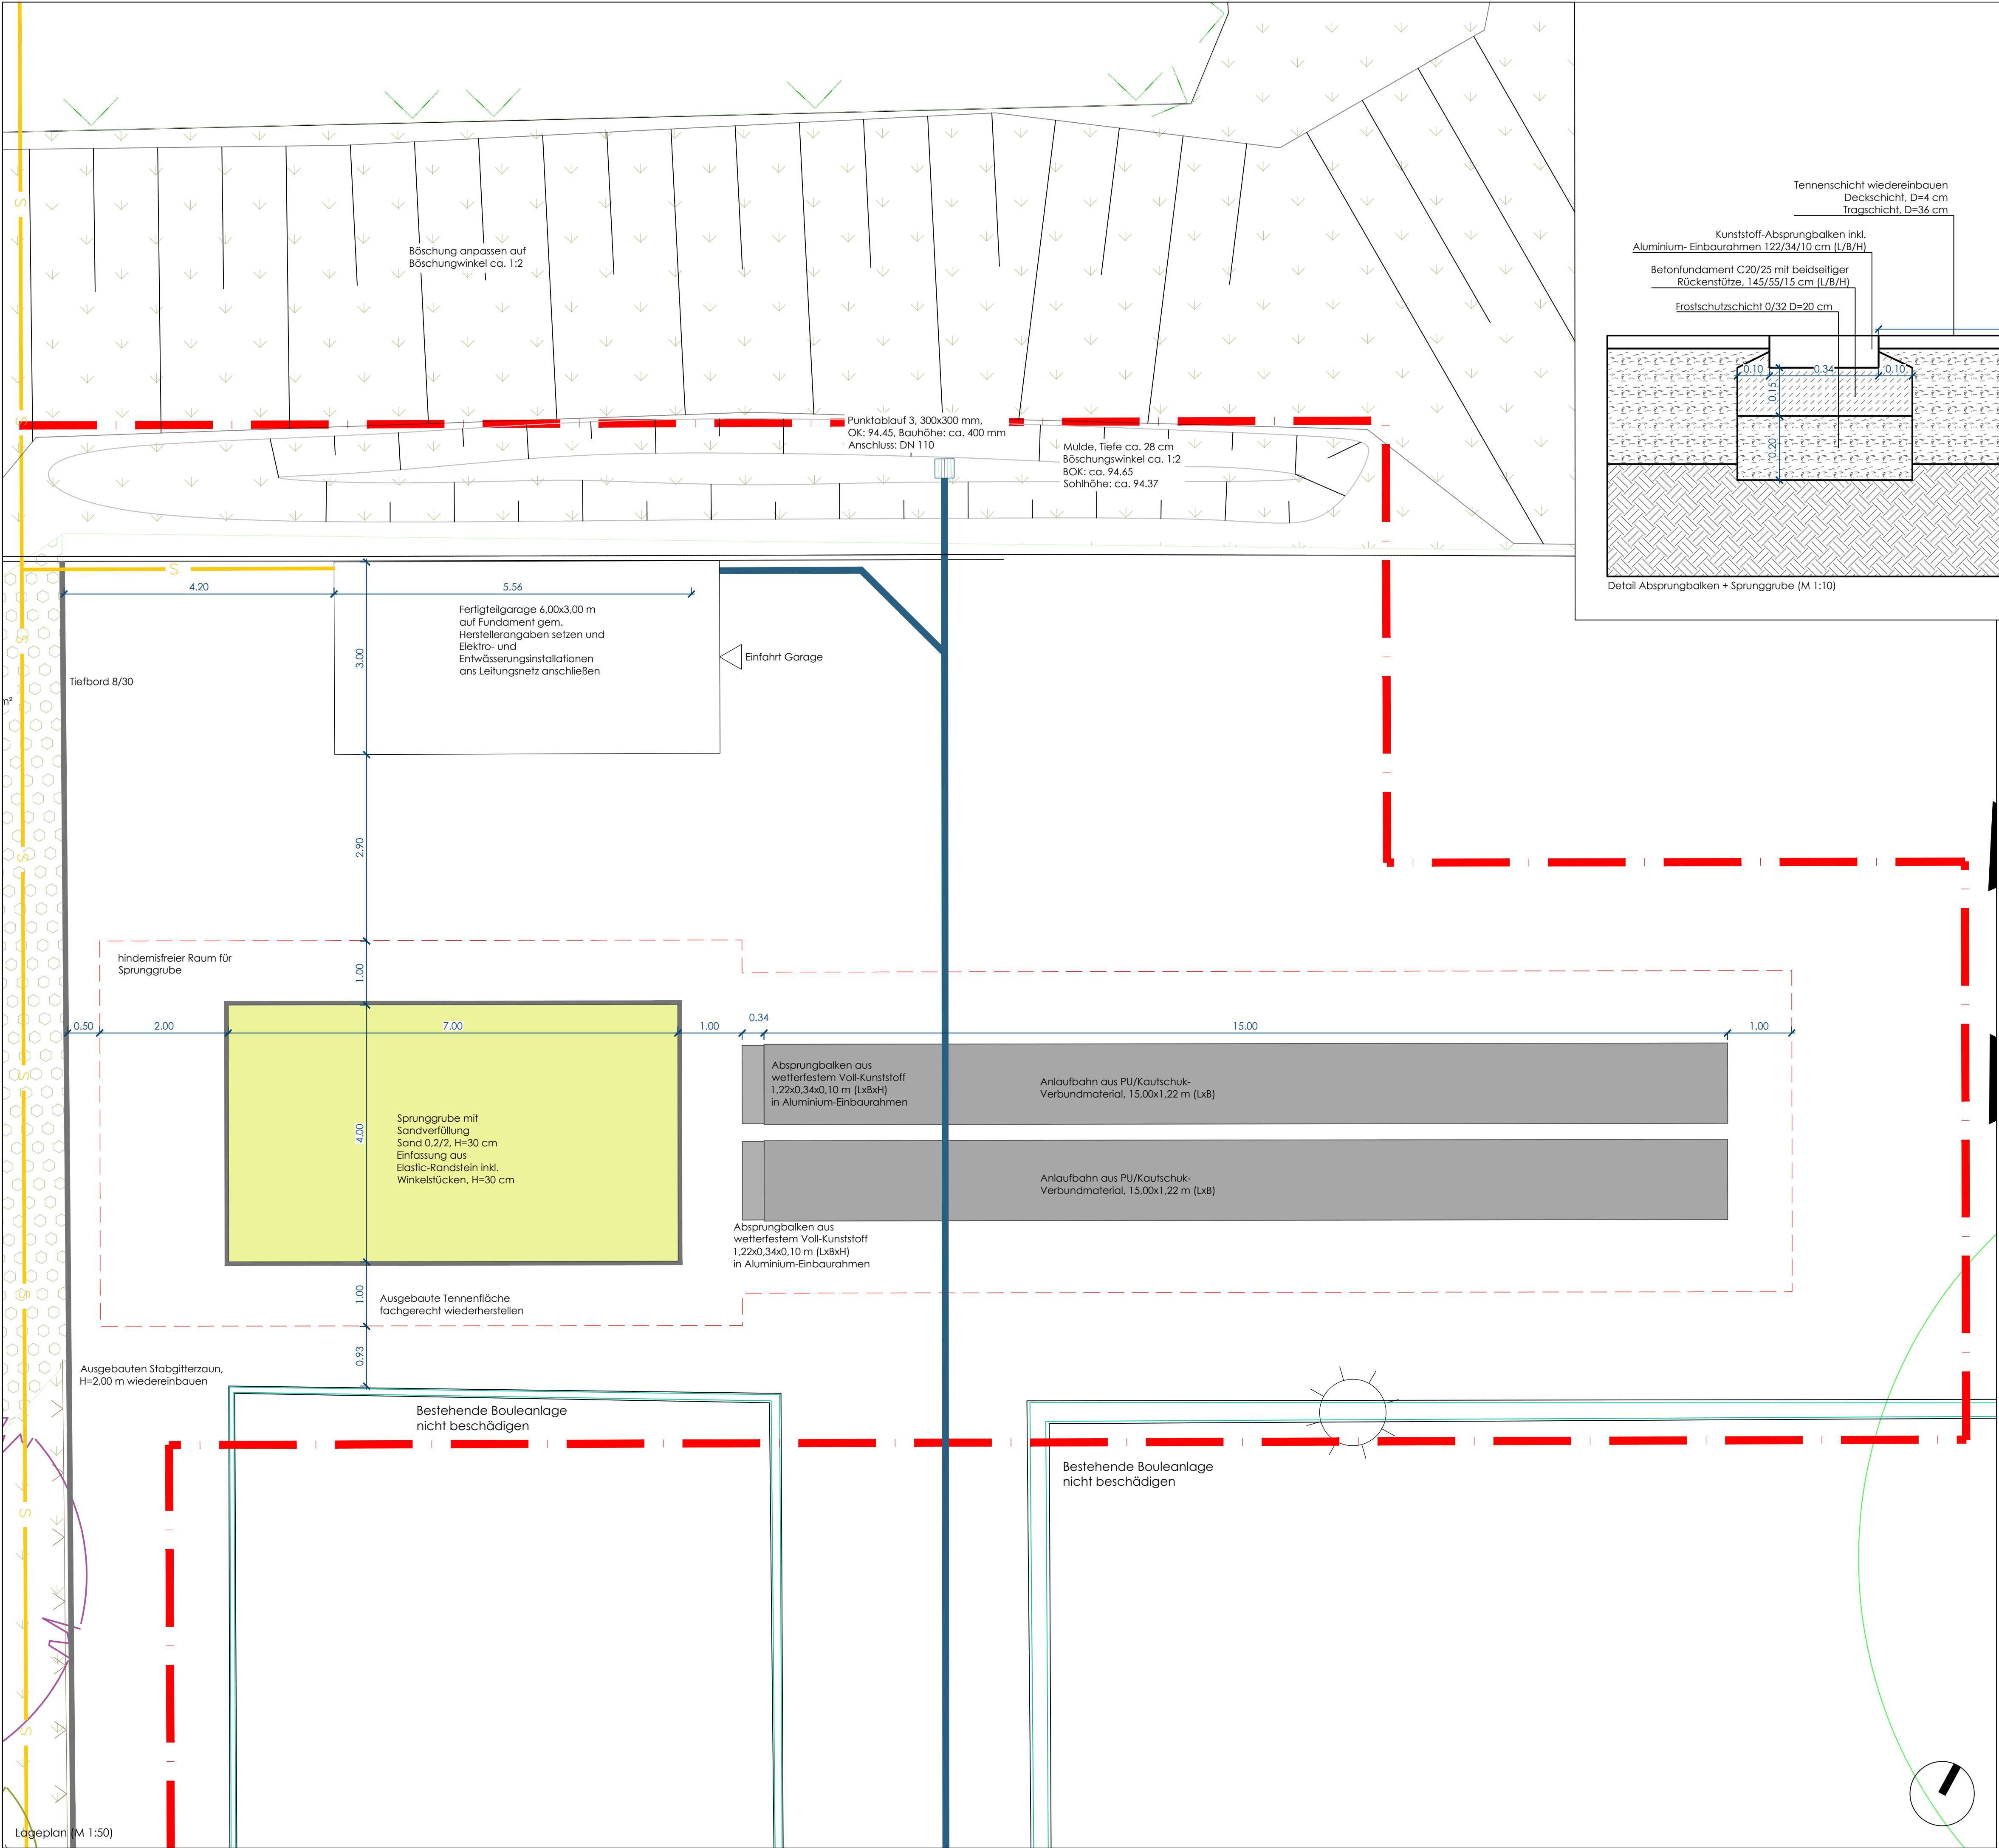 Böschung anpassen auf
Böschungwinkel ca. 1:2
Punktablauf 3, 300x300 mm,
OK: 94.45, Bauhöhe: ca. 400 mm
Anschluss: DN 110
Mulde, Tiefe ca. 28 cm
Böschungswinkel ca. 1:2
BOK: ca. 94.65
Sohlhöhe: ca. 94.37
Tennenschicht wiedereinbauen
Deckschicht, D=4 cm
Tragschicht, D=36 cm
Kunststoff-Absprungbalken inkl.
Aluminium- Einbaurahmen 122/34/10 cm (L/B/H)
Betonfundament C20/25 mit beidseitiger
Rückenstütze, 145/55/15 cm (L/B/H)
Frostschutzschicht 0/32 D=20 cm
0.10
0.34
0.10
0.15
0.20
Detail Absprungbalken + Sprunggrube (M 1:10)
S
S
S
S
S
S
S
S
S
4.20
5.56
Fertigteilgarage 6,00x3,00 m
auf Fundament gem.
Herstellerangaben setzen und
Elektro- und
Entwässerungsinstallationen
ans Leitungsnetz anschließen
3.00
Einfahrt Garage
Tiefbord 8/30
m²
2.90
hindernisfreier Raum für
Sprunggrube
1.00
0.50
2.00
7.00
1.00
0.34
15.00
1.00
Absprungbalken aus
wetterfestem Voll-Kunststoff
1,22x0,34x0,10 m (LxBxH)
in Aluminium-Einbaurahmen
Anlaufbahn aus PU/Kautschuk-
Verbundmaterial, 15,00x1,22 m (LxB)
4.00
Sprunggrube mit
Sandverfüllung
Sand 0,2/2, H=30 cm
Einfassung aus
Elastic-Randstein inkl.
Winkelstücken, H=30 cm
Anlaufbahn aus PU/Kautschuk-
Verbundmaterial, 15,00x1,22 m (LxB)
Absprungbalken aus
wetterfestem Voll-Kunststoff
1,22x0,34x0,10 m (LxBxH)
in Aluminium-Einbaurahmen
1.00
Ausgebaute Tennenfläche
fachgerecht wiederherstellen
0.93
Ausgebauten Stabgitterzaun,
H=2,00 m wiedereinbauen
Bestehende Bouleanlage
nicht beschädigen
Bestehende Bouleanlage
nicht beschädigen
Lageplan (M 1:50)